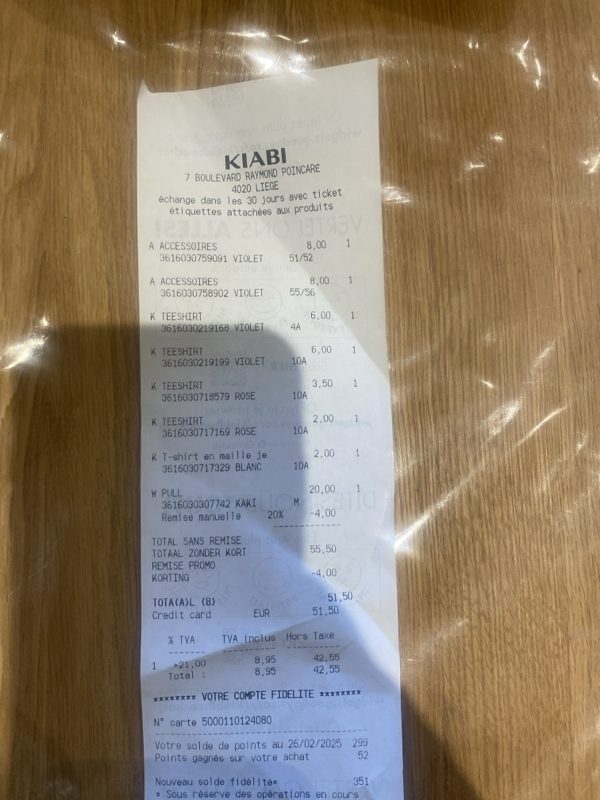 KIABI
7 BOULEVARD RAYMOND POINCARE
4020 LIEGE
échange dans les 30 jours avec ticket
étiquettes attachées aux produits
A ACCESSOIRES 8,00 1
3616030759091 VIOLET 51/52
A ACCESSOIRES 8,00 1
3616030758902 VIOLET 55/56
K TEESHIRT 6,00 1
3616030219168 VIOLET 4A
K TEESHIRT 6,00 1
3616030219199 VIOLET 10A
K TEESHIRT 3,50 1
3616030718579 ROSE 10A
K TEESHIRT 2,00 1
3616030717169 ROSE 10A
K T-shirt en maille je 2,00 1
3616030717329 BLANC 10A
W PULL 20,00 1
3616030307742 KAKI M
Remise manuelle 20% -4,00
--------------
TOTAL SANS REMISE
TOTAAL ZONDER KORT 55,50
REMISE PROMO
KORTING -4,00
TOTA(A)L (8) 51,50
Credit card EUR 51,50
% TVA TVA inclus Hors Taxe
1 >21,00 8,95 42,55
Total : 8,95 42,55
******** VOTRE COMPTE FIDELITE ********
N° carte 5000110124080
Votre solde de points au 26/02/2025 299
Points gagnés sur votre achat 52
Nouveau solde fidélité* 351
* Sous réserve des opérations en cours